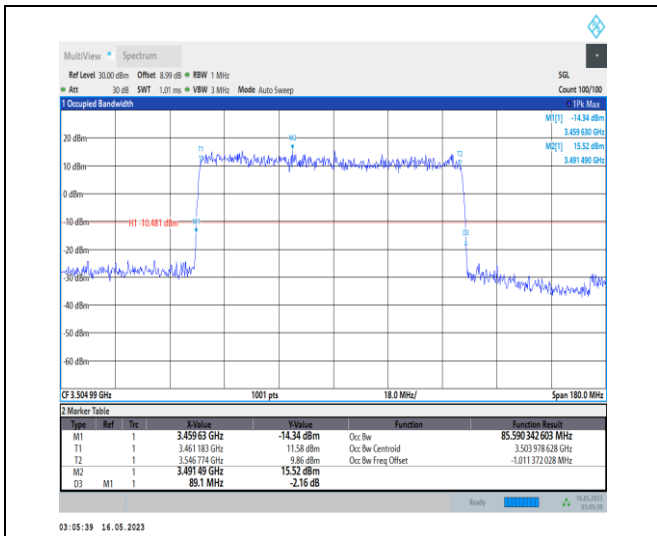 MultiView Spectrum
Ref Level 30.00 dBm Offset 8.99 dB RBW 1 MHz SGL
Att 30 dB SWT 1.01 ms VBW 3 MHz Mode Auto Sweep Count 100/100
1 Occupied Bandwidth 1Pk Max
M1[1] -14.34 dBm
3.459 630 GHz
M2[1] 15.52 dBm
3.491 490 GHz
20 dBm
T1
M2
T2
10 dBm
0 dBm
-10 dBm
H1 -10.481 dBm
M1
D3
-20 dBm
-30 dBm
-40 dBm
-50 dBm
-60 dBm
CF 3.504 99 GHz 1001 pts 18.0 MHz/ Span 180.0 MHz
2 Marker Table
Type Ref Trc X-Value Y-Value Function Function Result
M1 1 3.459 63 GHz -14.34 dBm Occ Bw 85.590 342 603 MHz
T1 1 3.461 183 GHz 11.58 dBm Occ Bw Centroid 3.503 978 628 GHz
T2 1 3.546 774 GHz 9.86 dBm Occ Bw Freq Offset -1.011 372 028 MHz
M2 1 3.491 49 GHz 15.52 dBm
D3 M1 1 89.1 MHz -2.16 dB
Ready 16.05.2023
03:05:39
03:05:39 16.05.2023